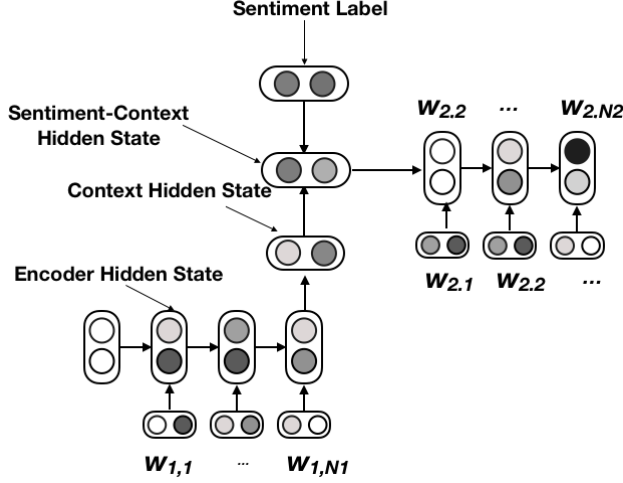 Sentiment Label
Sentiment-Context
Hidden State
w2.2 ... w2.N2
Context Hidden State
w2.1 w2.2 ...
Encoder Hidden State
w1,1 ... w1,N1